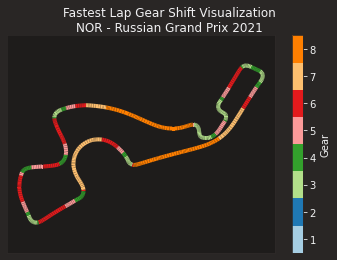 Fastest Lap Gear Shift Visualization
NOR - Russian Grand Prix 2021
8
7
6
5
4
3
2
1
Gear